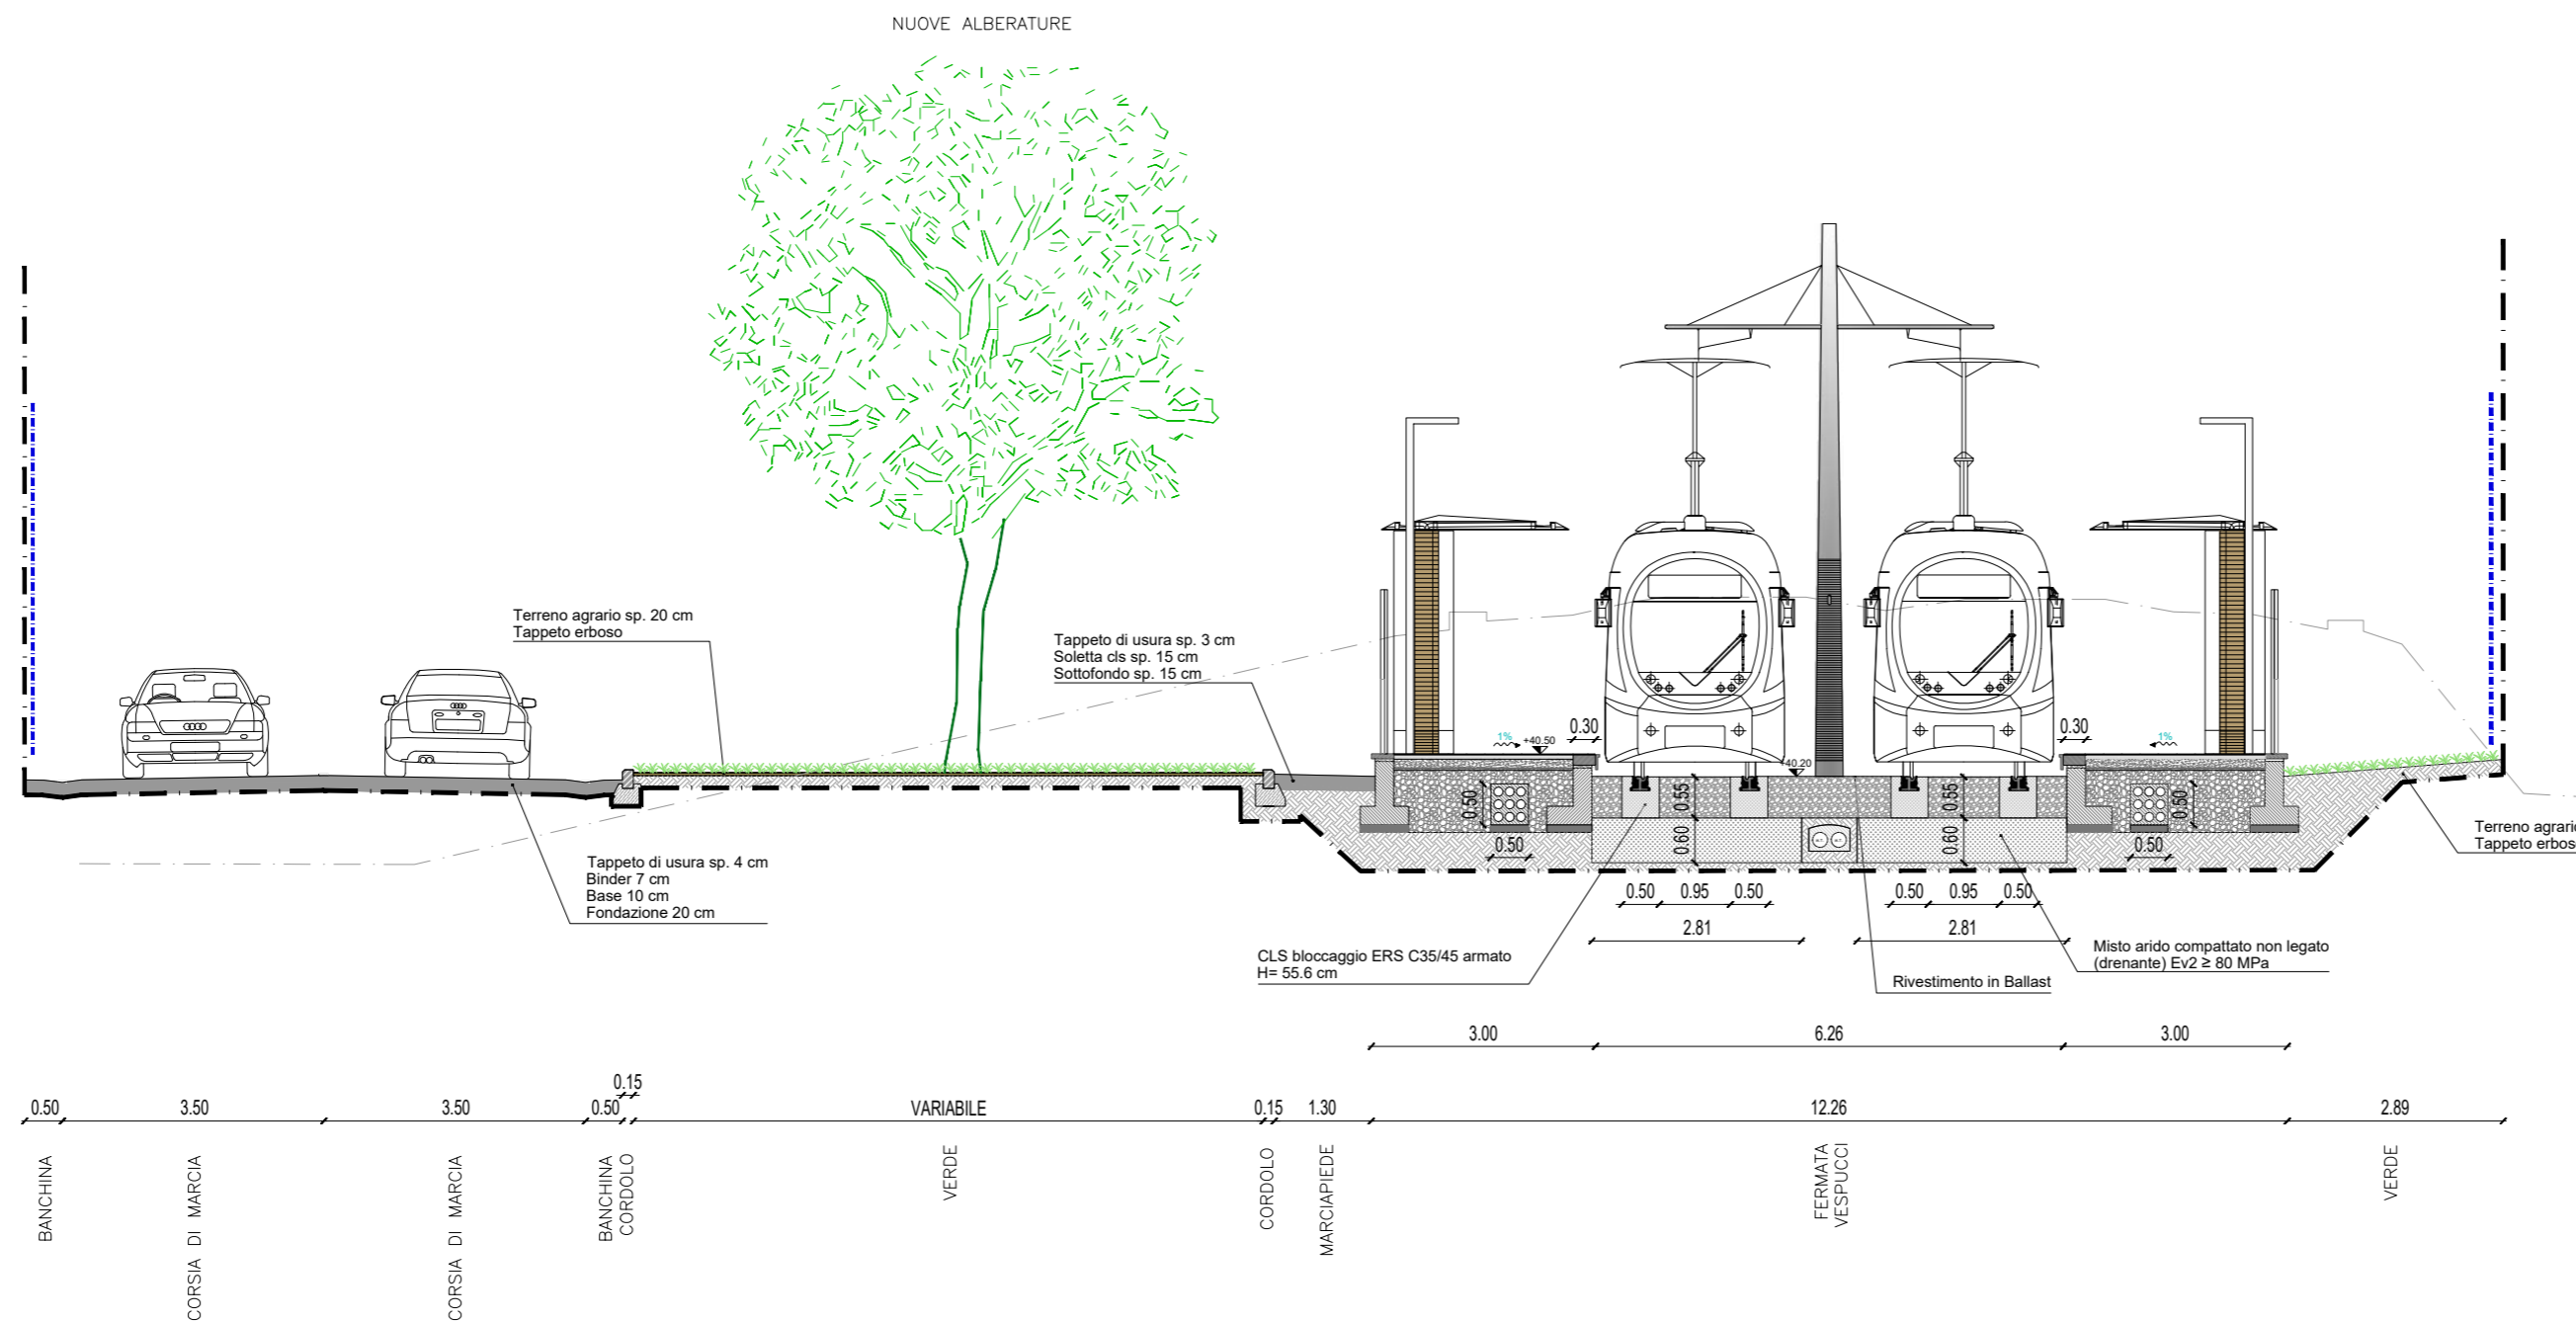 NUOVE ALBERATURE
Terreno agrario sp. 20 cm
Tappeto erboso
Tappeto di usura sp. 3 cm
Soletta cls sp. 15 cm
Sottofondo sp. 15 cm
0.30
1%
+40.50
+40.20
0.30
1%
0.50
0.55
0.55
0.50
0.60
0.60
0.50
0.50
Terreno agrari
Tappeto erbos
Tappeto di usura sp. 4 cm
Binder 7 cm
Base 10 cm
Fondazione 20 cm
0.50 0.95 0.50
0.50 0.95 0.50
2.81
2.81
CLS bloccaggio ERS C35/45 armato
H= 55.6 cm
Misto arido compattato non legato
(drenante) Ev2 ≥ 80 MPa
Rivestimento in Ballast
3.00
6.26
3.00
0.15
0.50
3.50
3.50
0.50
VARIABILE
0.15
1.30
12.26
2.89
BANCHINA
CORSIA DI MARCIA
CORSIA DI MARCIA
BANCHINA
CORDOLO
VERDE
CORDOLO
MARCIAPIEDE
FERMATA
VESPUCCI
VERDE